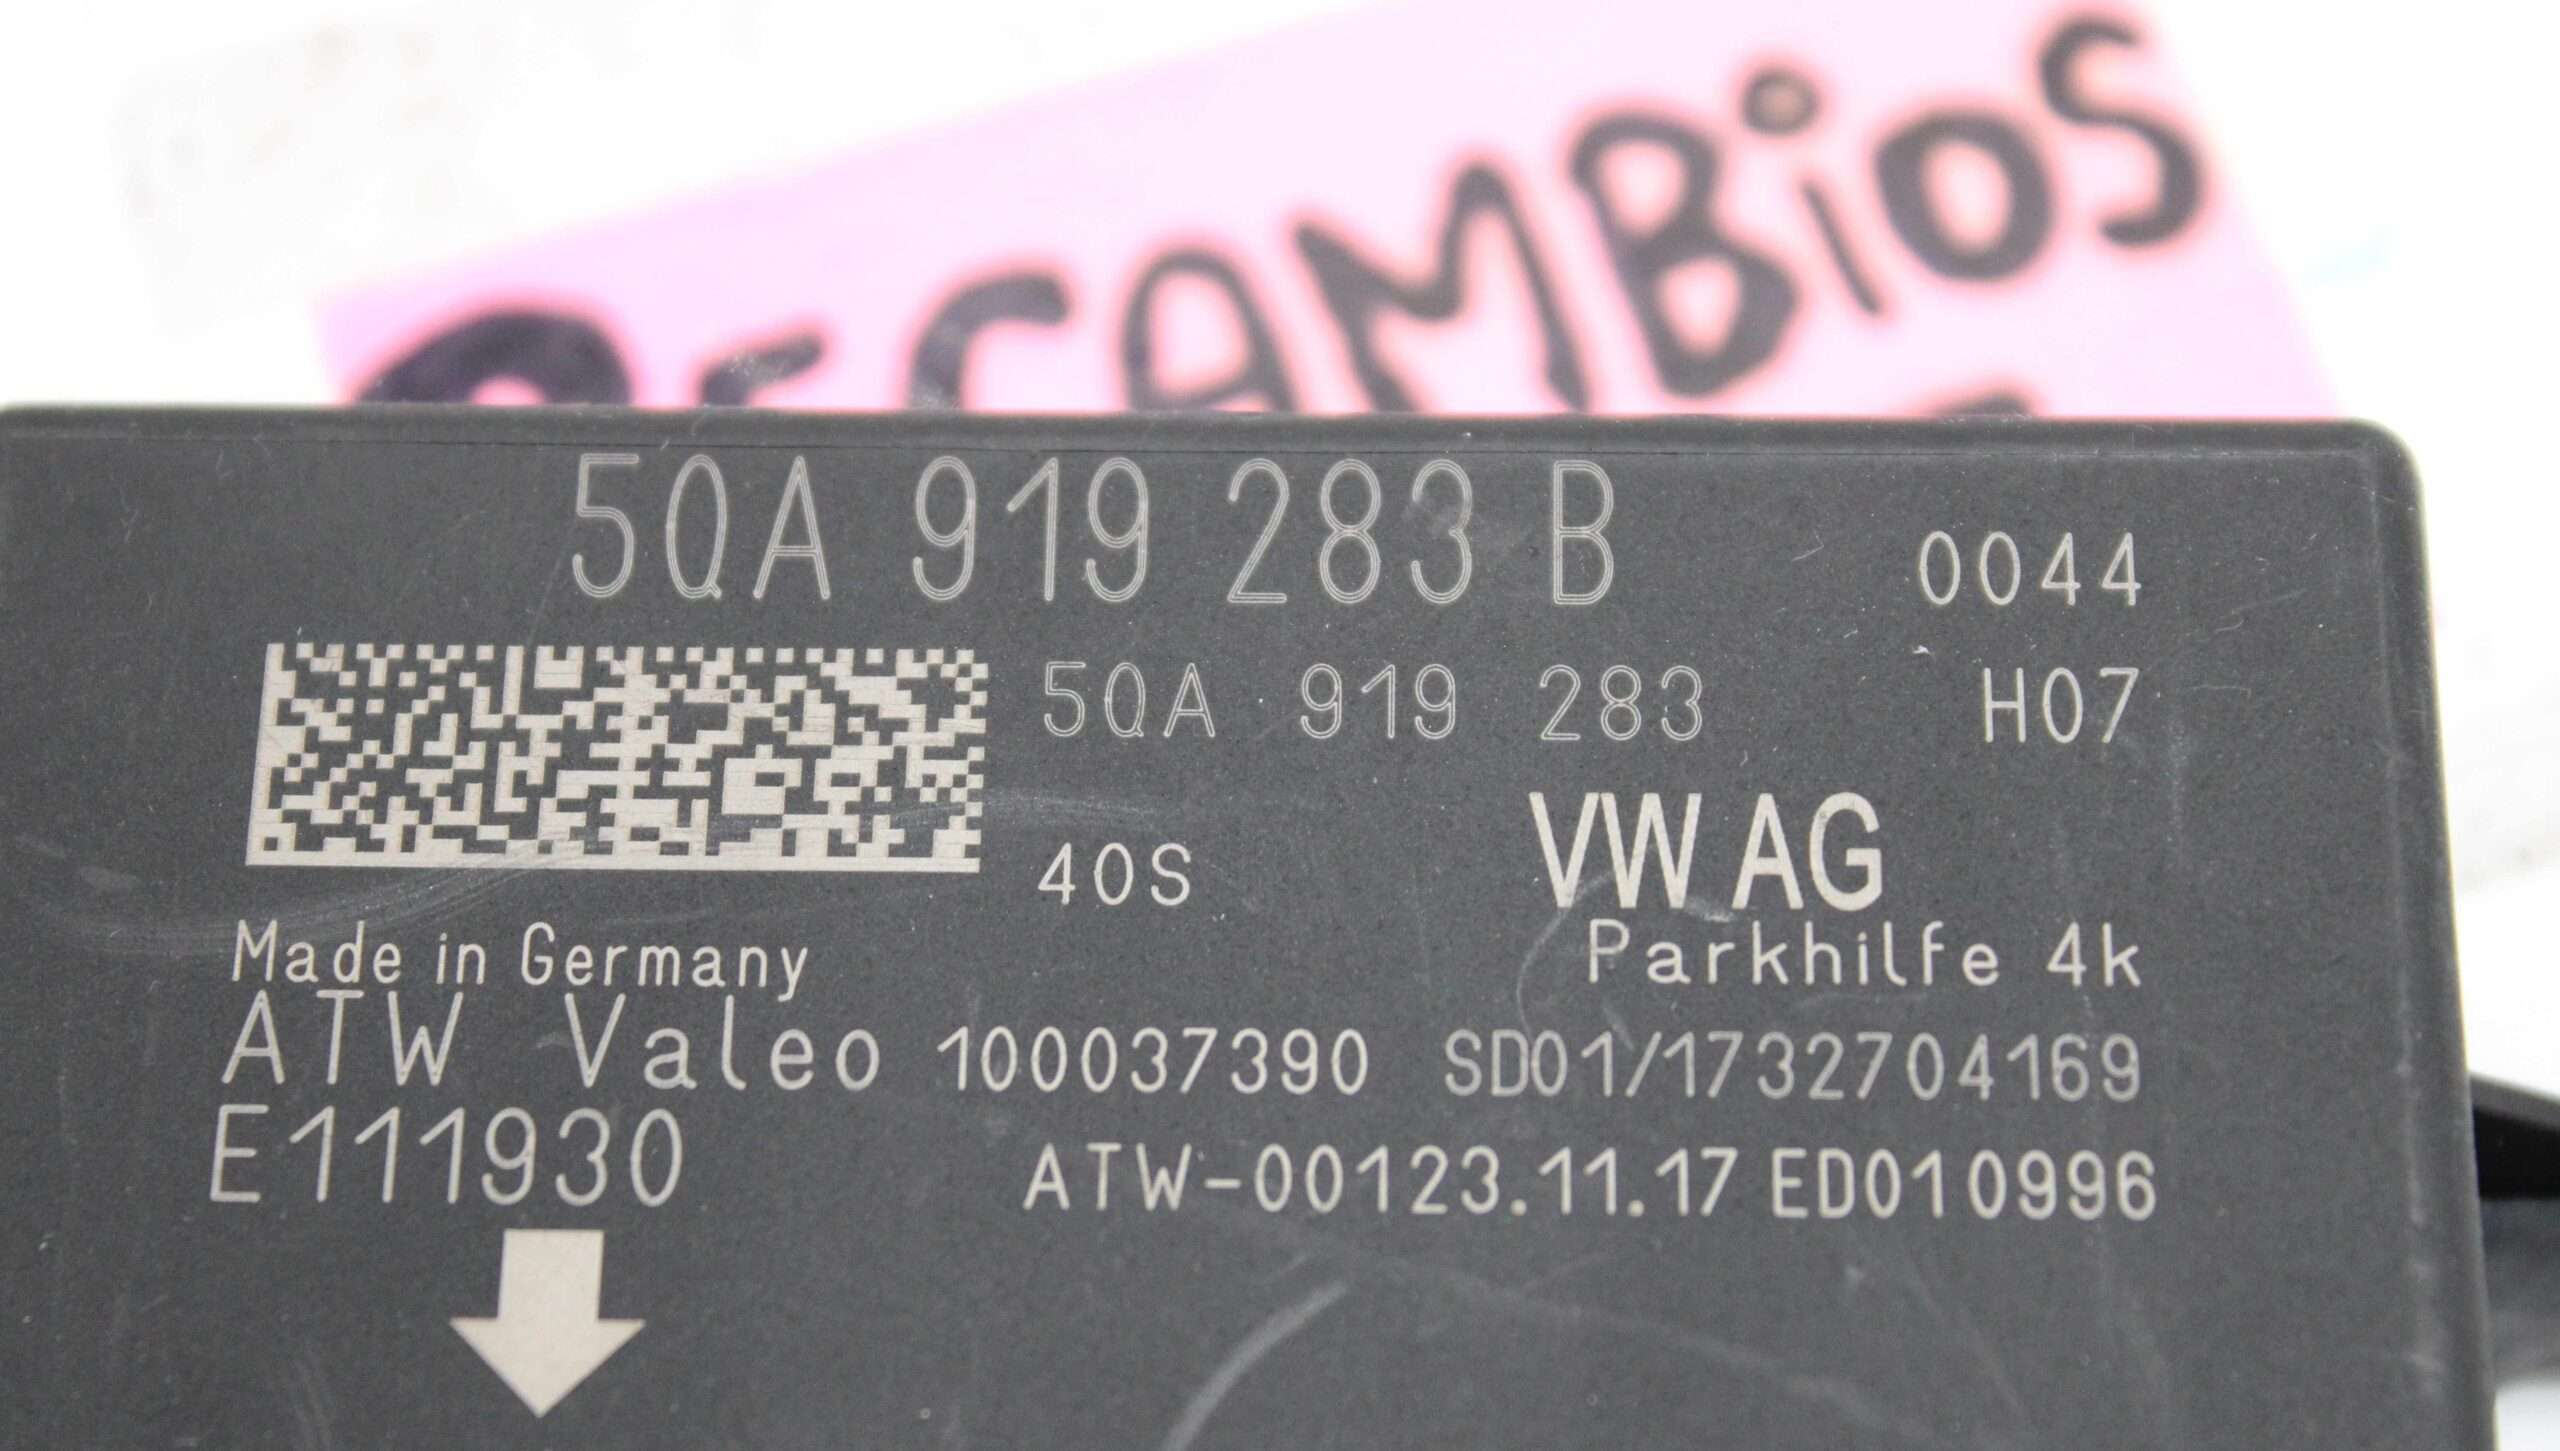 RECAMBiOS
5QA 919 283 B
0044
5QA 919 283
H07
40S
VW AG
Made in Germany
Parkhilfe 4k
ATW Valeo 100037390 SD01/1732704169
E111930
ATW-00123.11.17 ED010996